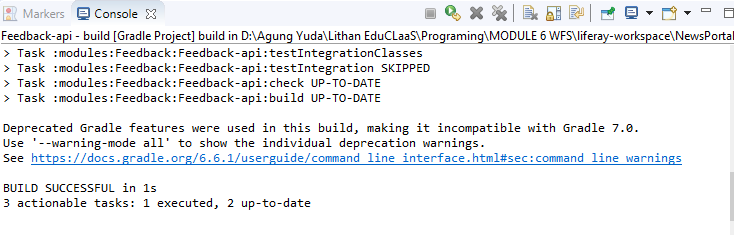 Markers Console
Feedback-api - build [Gradle Project] build in D:\Agung Yuda\Lithan EduCLaaS\Programing\MODULE 6 WFS\liferay-workspace\NewsPortal
> Task :modules:Feedback:Feedback-api:testIntegrationClasses
> Task :modules:Feedback:Feedback-api:testIntegration SKIPPED
> Task :modules:Feedback:Feedback-api:check UP-TO-DATE
> Task :modules:Feedback:Feedback-api:build UP-TO-DATE
Deprecated Gradle features were used in this build, making it incompatible with Gradle 7.0.
Use '--warning-mode all' to show the individual deprecation warnings.
See https://docs.gradle.org/6.6.1/userguide/command_line_interface.html#sec:command_line_warnings
BUILD SUCCESSFUL in 1s
3 actionable tasks: 1 executed, 2 up-to-date